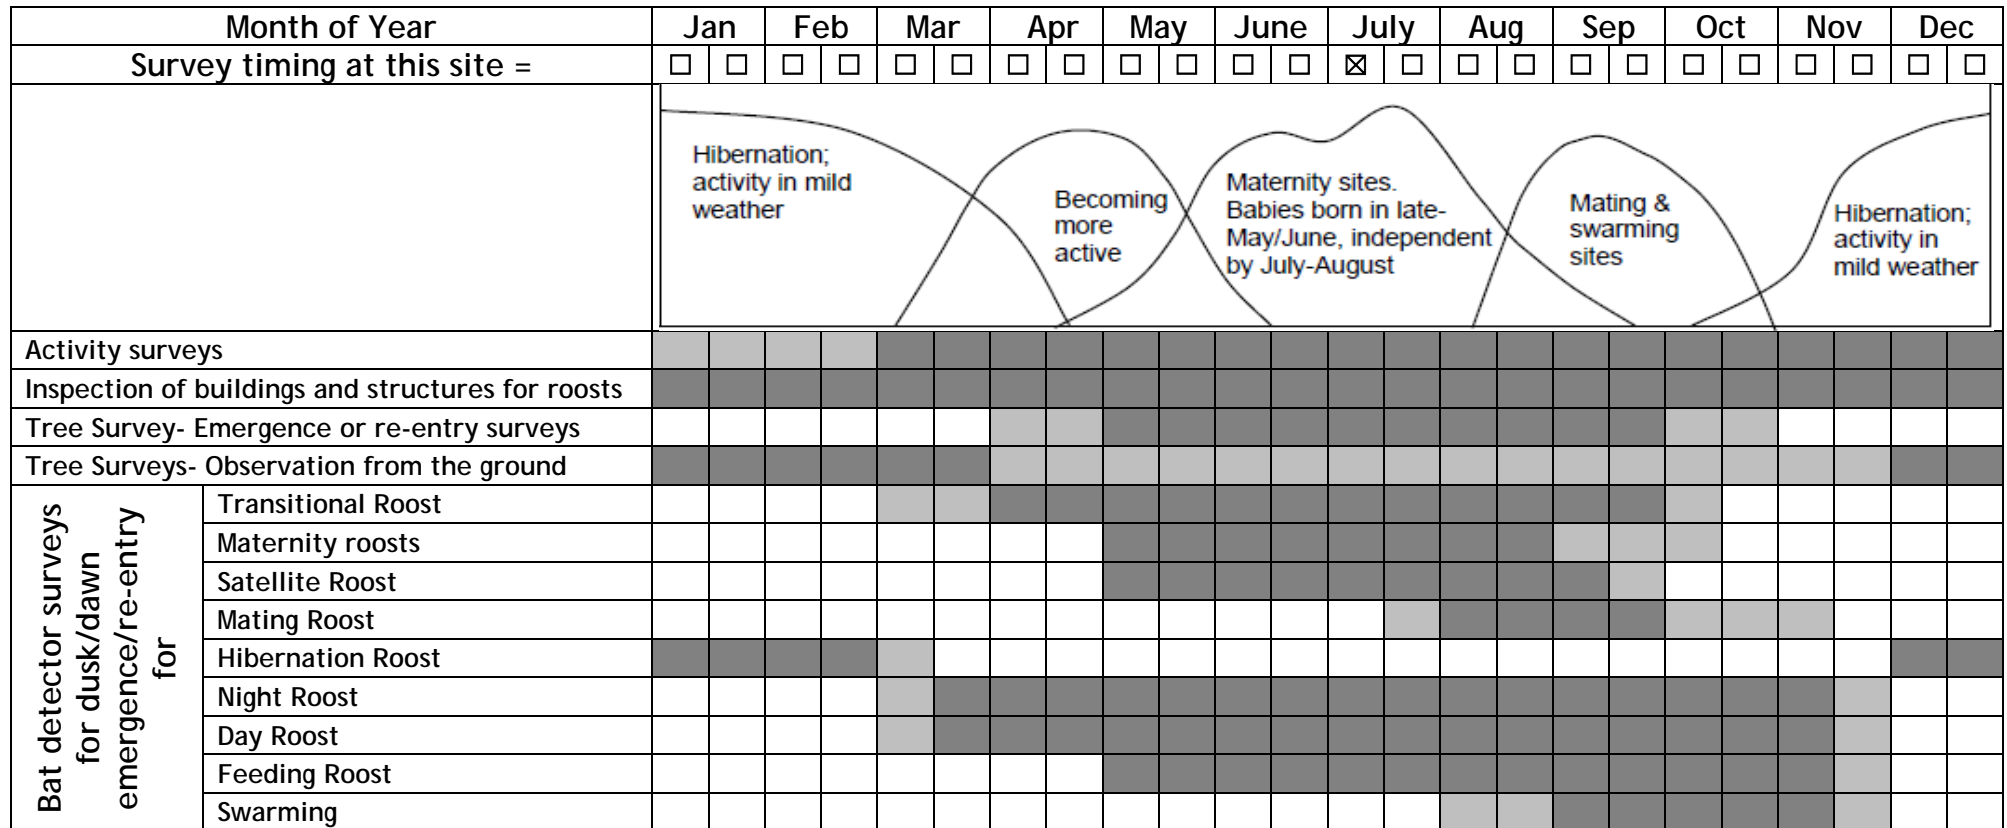 Month of Year Jan Feb Mar Apr May June July Aug Sep Oct Nov Dec
Survey timing at this site = ☐ ☐ ☐ ☐ ☐ ☐ ☐ ☐ ☐ ☐ ☐ ☐ ☒ ☐ ☐ ☐ ☐ ☐ ☐ ☐ ☐ ☐ ☐ ☐
Hibernation;
activity in mild
weather
Becoming
more
active
Maternity sites.
Babies born in late-
May/June, independent
by July-August
Mating &
swarming
sites
Hibernation;
activity in
mild weather
Activity surveys
Inspection of buildings and structures for roosts
Tree Survey- Emergence or re-entry surveys
Tree Surveys- Observation from the ground
Bat detector surveys
for dusk/dawn
emergence/re-entry
for
Transitional Roost
Maternity roosts
Satellite Roost
Mating Roost
Hibernation Roost
Night Roost
Day Roost
Feeding Roost
Swarming